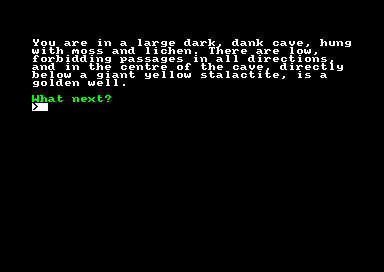 You are in a large dark, dank cave, hung
with moss and lichen. There are low,
forbidding passages in all directions,
and in the centre of the cave, directly
below a giant yellow stalactite, is a
golden well.
What next?
>